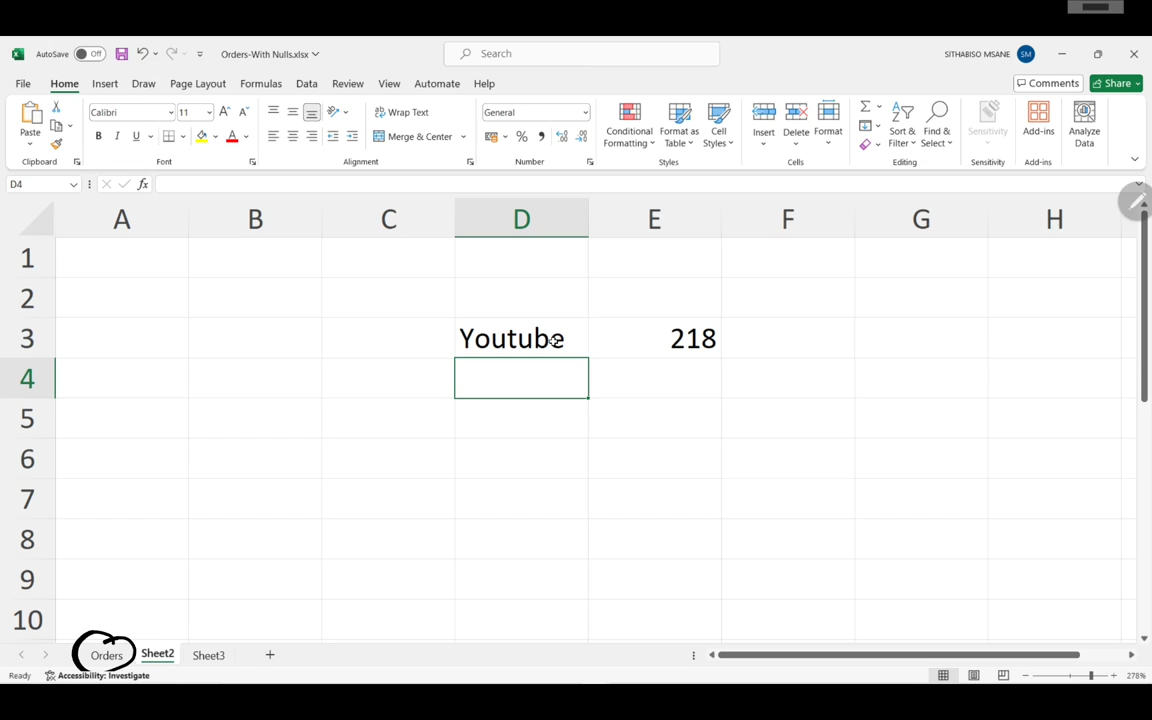 AutoSave Off Orders-With Nulls.xlsx Search SITHABISO MSANE SM
File Home Insert Draw Page Layout Formulas Data Review View Automate Help Comments Share
Calibri 11 Wrap Text General
Paste B I U Merge & Center % Conditional Formatting Format as Table Cell Styles Insert Delete Format Sort & Filter Find & Select Sensitivity Add-ins Analyze Data
Clipboard Font Alignment Number Styles Cells Editing Sensitivity Add-ins
D4 fx
A B C D E F G H
1
2
3 Youtube 218
4
5
6
7
8
9
10
Orders Sheet2 Sheet3
Ready Accessibility: Investigate 278%